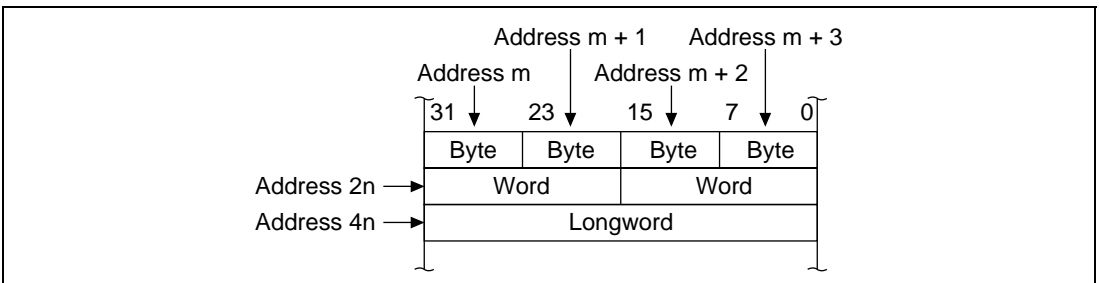 Address m + 1 Address m + 3
Address m Address m + 2
31 23 15 7 0
Byte Byte Byte Byte
Address 2n Word Word
Address 4n Longword